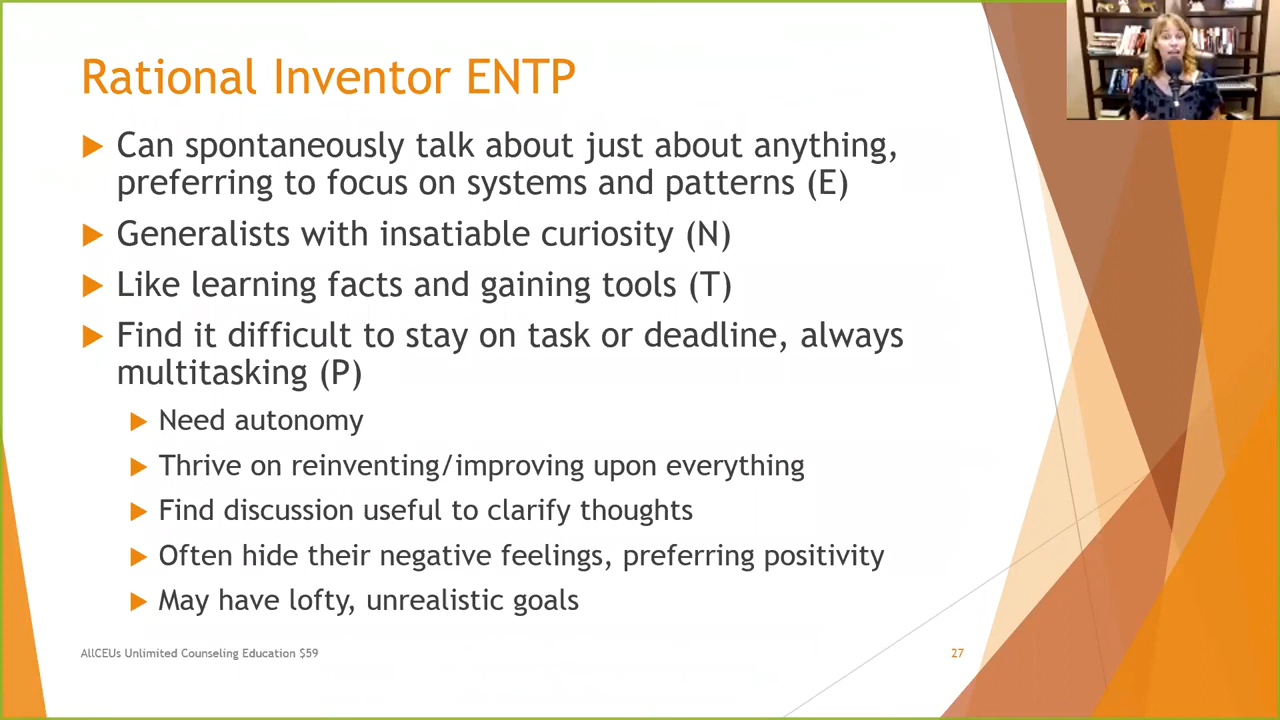 Rational Inventor ENTP
Can spontaneously talk about just about anything,
preferring to focus on systems and patterns (E)
Generalists with insatiable curiosity (N)
Like learning facts and gaining tools (T)
Find it difficult to stay on task or deadline, always
multitasking (P)
Need autonomy
Thrive on reinventing/improving upon everything
Find discussion useful to clarify thoughts
Often hide their negative feelings, preferring positivity
May have lofty, unrealistic goals
AllCEUs Unlimited Counseling Education $59
27